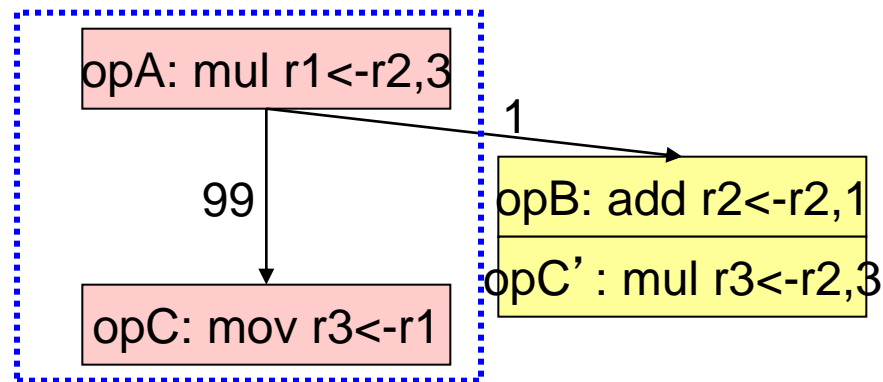 opA: mul r1<-r2,3
1
99
opB: add r2<-r2,1
opC’: mul r3<-r2,3
opC: mov r3<-r1